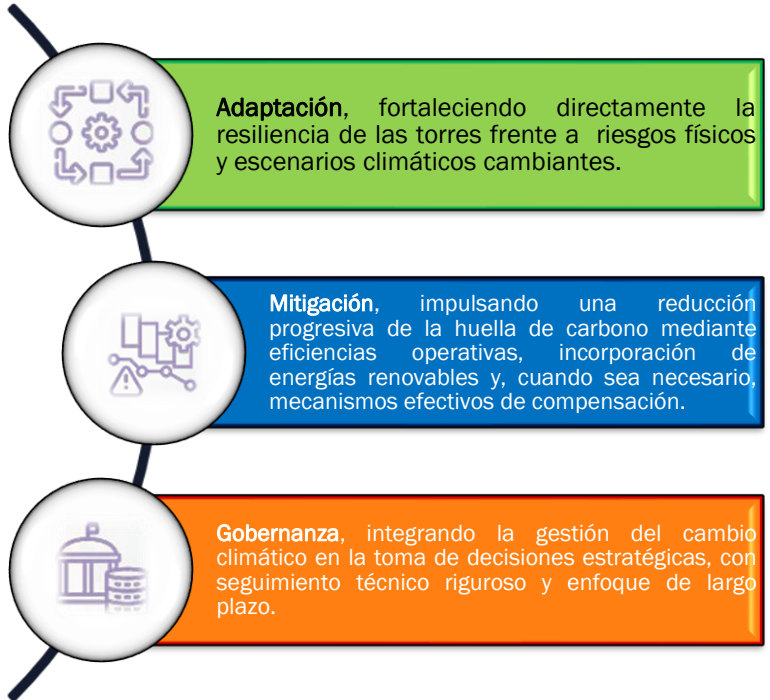 Adaptación, fortaleciendo directamente la
resiliencia de las torres frente a riesgos físicos
y escenarios climáticos cambiantes.
Mitigación, impulsando una reducción
progresiva de la huella de carbono mediante
eficiencias operativas, incorporación de
energías renovables y, cuando sea necesario,
mecanismos efectivos de compensación.
Gobernanza, integrando la gestión del cambio
climático en la toma de decisiones estratégicas, con
seguimiento técnico riguroso y enfoque de largo
plazo.